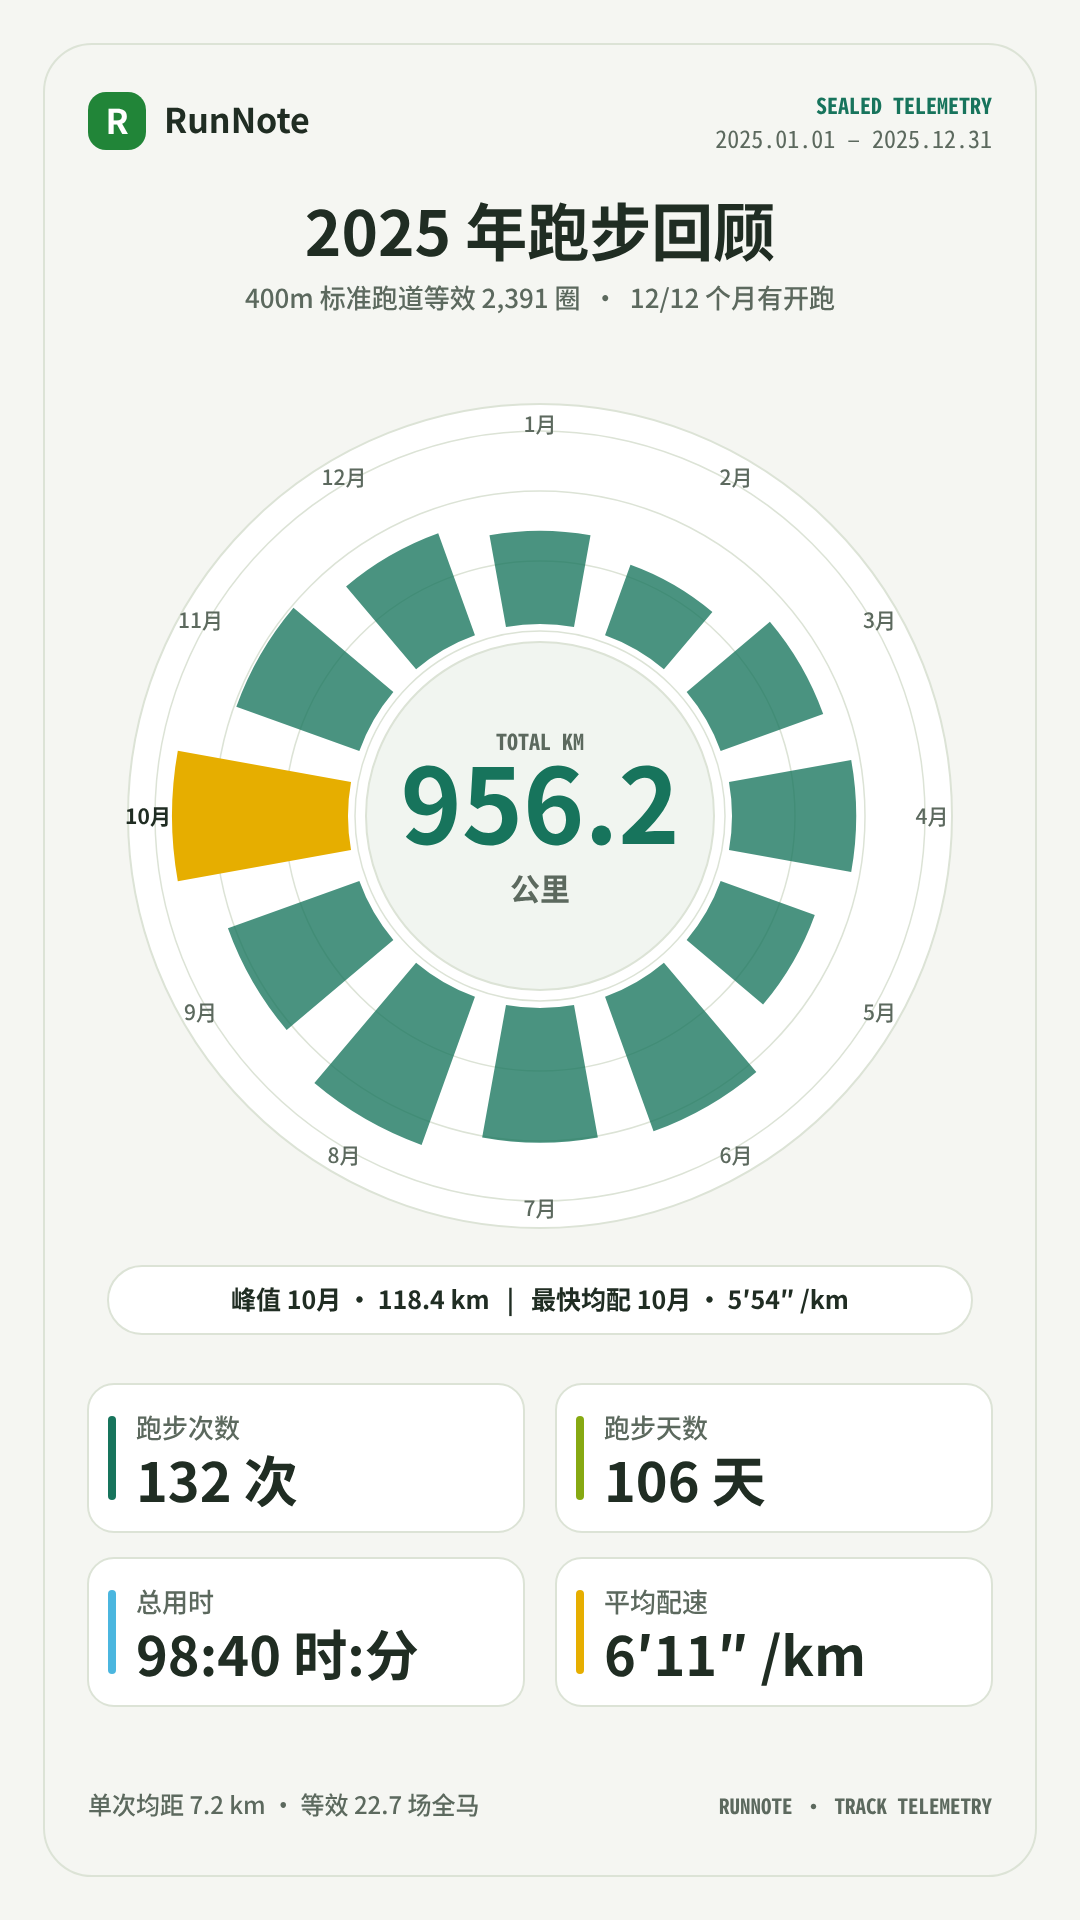 R RunNote
SEALED TELEMETRY
2025.01.01 – 2025.12.31
2025 年跑步回顾
400m 标准跑道等效 2,391 圈 • 12/12 个月有开跑
1月
2月
3月
4月
5月
6月
7月
8月
9月
10月
11月
12月
TOTAL KM
956.2
公里
峰值 10月 • 118.4 km | 最快均配 10月 • 5′54″ /km
跑步次数
132 次
跑步天数
106 天
总用时
98:40 时:分
平均配速
6′11″ /km
单次均距 7.2 km • 等效 22.7 场全马
RUNNOTE • TRACK TELEMETRY